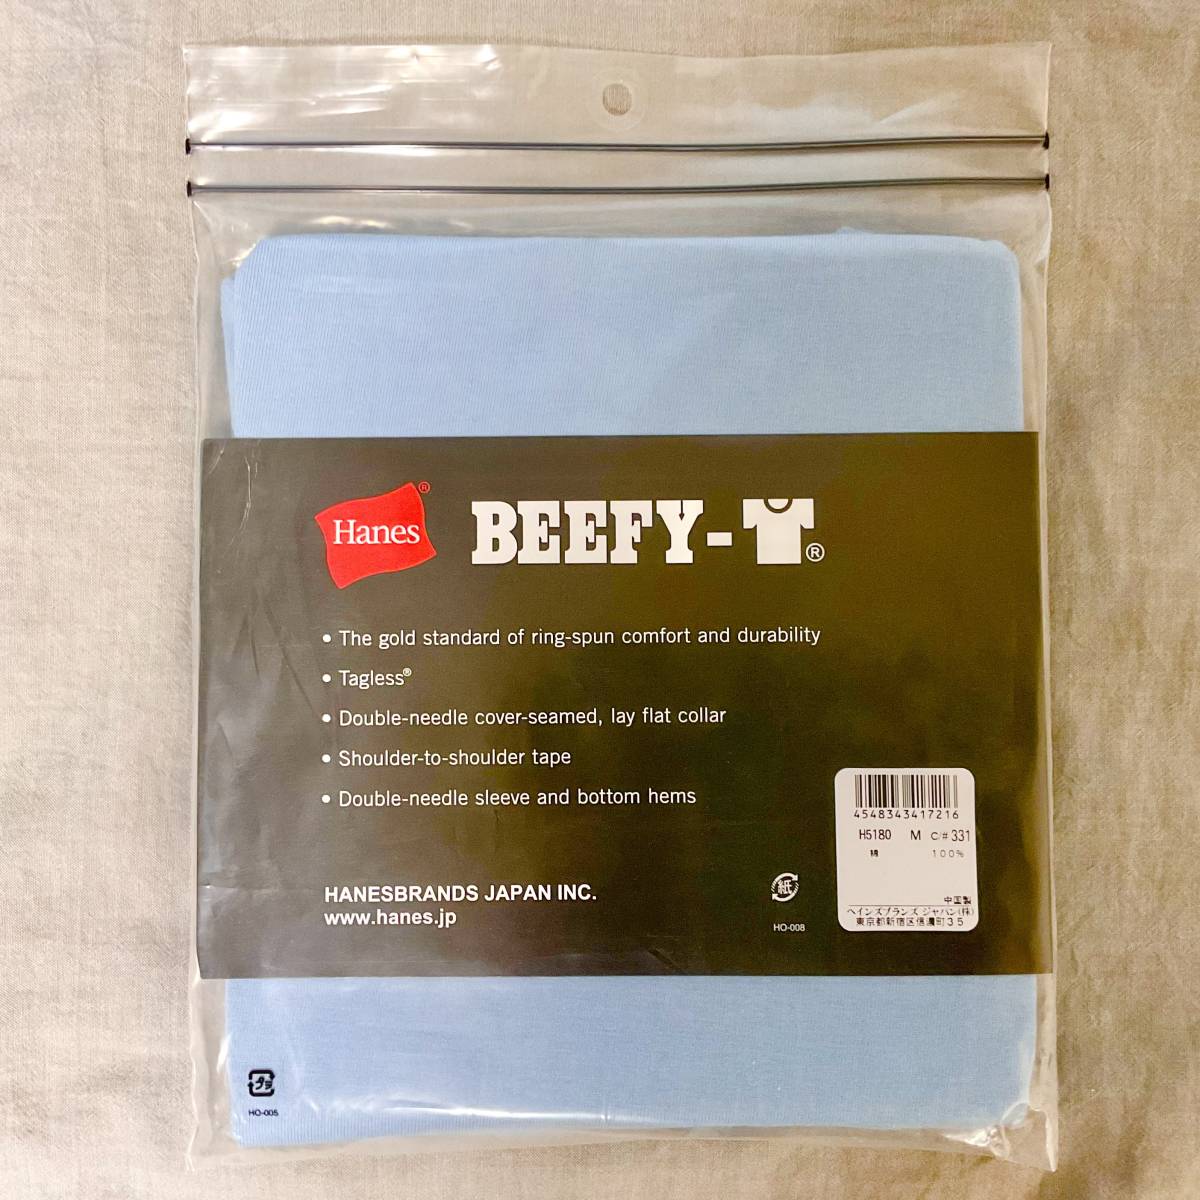 Hanes®
BEEFY-T®
• The gold standard of ring-spun comfort and durability
• Tagless®
• Double-needle cover-seamed, lay flat collar
• Shoulder-to-shoulder tape
• Double-needle sleeve and bottom hems
HANESBRANDS JAPAN INC.
www.hanes.jp
紙
HO-008
4548343417216
H5180 M C/# 331
綿 100%
中国製
ヘインズブランズ ジャパン(株)
東京都新宿区信濃町35
プラ
HO-005